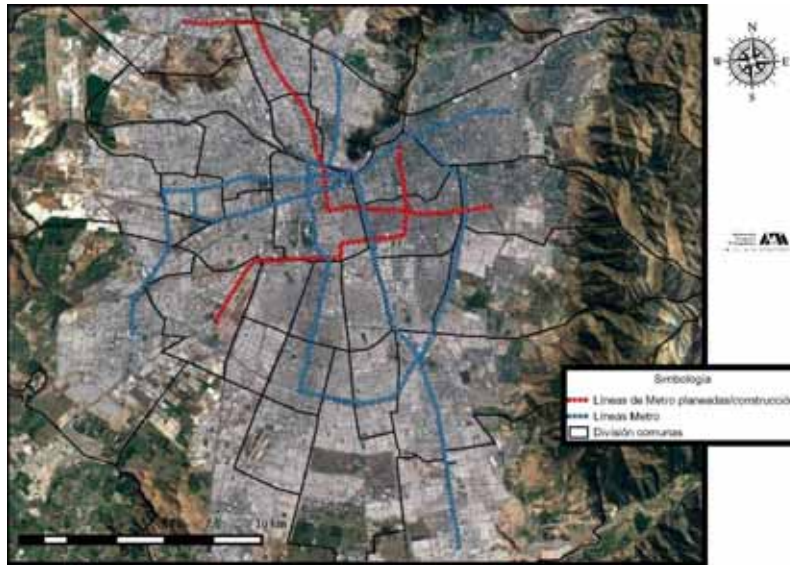 N
W
E
S
Simbología
Líneas de Metro planeadas/construcció
Líneas Metro
División comunas
10 km